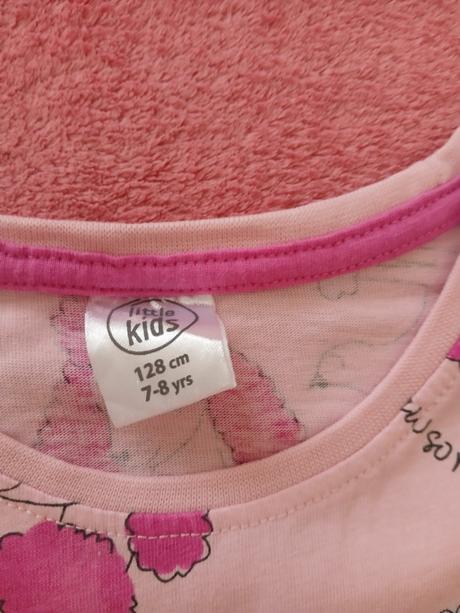 little
kids
128 cm
7-8 yrs